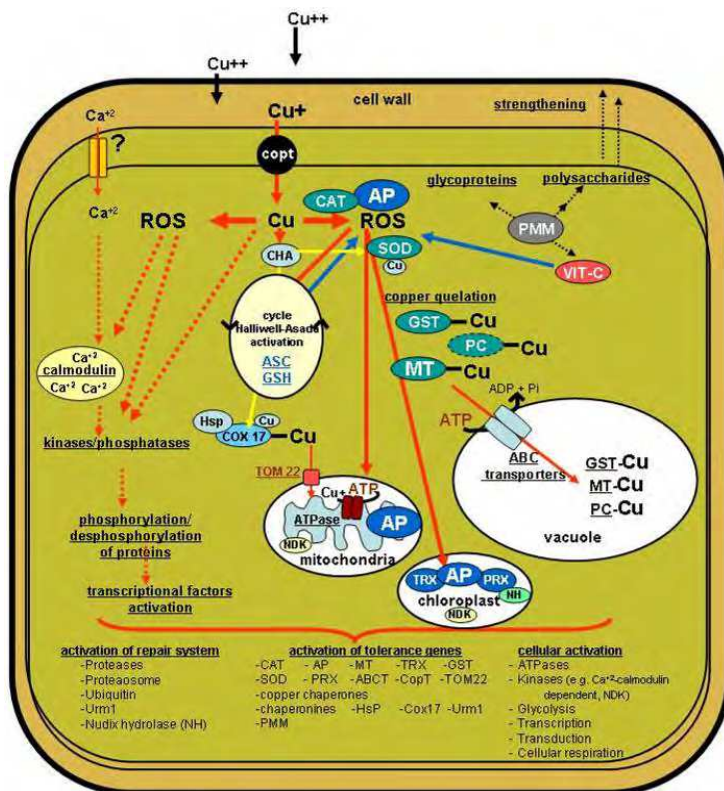 Cu++
Cu++
cell wall
strengthening
Ca+2
Cu+
?
copt
glycoproteins
polysaccharides
CAT
AP
Ca+2
ROS
Cu
ROS
PMM
SOD
CHA
Cu
VIT-C
copper quelation
cycle
Halliwell-Asada
activation
GST-Cu
PC-Cu
ASC
GSH
MT-Cu
Ca+2
calmodulin
Ca+2 Ca+2
ADP + Pi
Hsp
Cu
COX 17-Cu
ATP
kinases/phosphatases
ABC
transporters
GST-Cu
MT-Cu
PC-Cu
TOM 22
Cu+
ATP
ATPase
AP
NDK
mitochondria
vacuole
phosphorylation/
desphosphorylation
of proteins
TRX
AP
PRX
chloroplast
NH
NDK
transcriptional factors
activation
activation of repair system
-Proteases
-Proteaosome
-Ubiquitin
-Urm1
-Nudix hydrolase (NH)
activation of tolerance genes
-CAT - AP -MT -TRX -GST
-SOD - PRX -ABCT -CopT -TOM22
-copper chaperones
-chaperonines -HsP -Cox17 -Urm1
-PMM
cellular activation
- ATPases
- Kinases (e.g. Ca+2-calmodulin
dependent, NDK)
- Glycolysis
- Transcription
- Transduction
- Cellular respiration